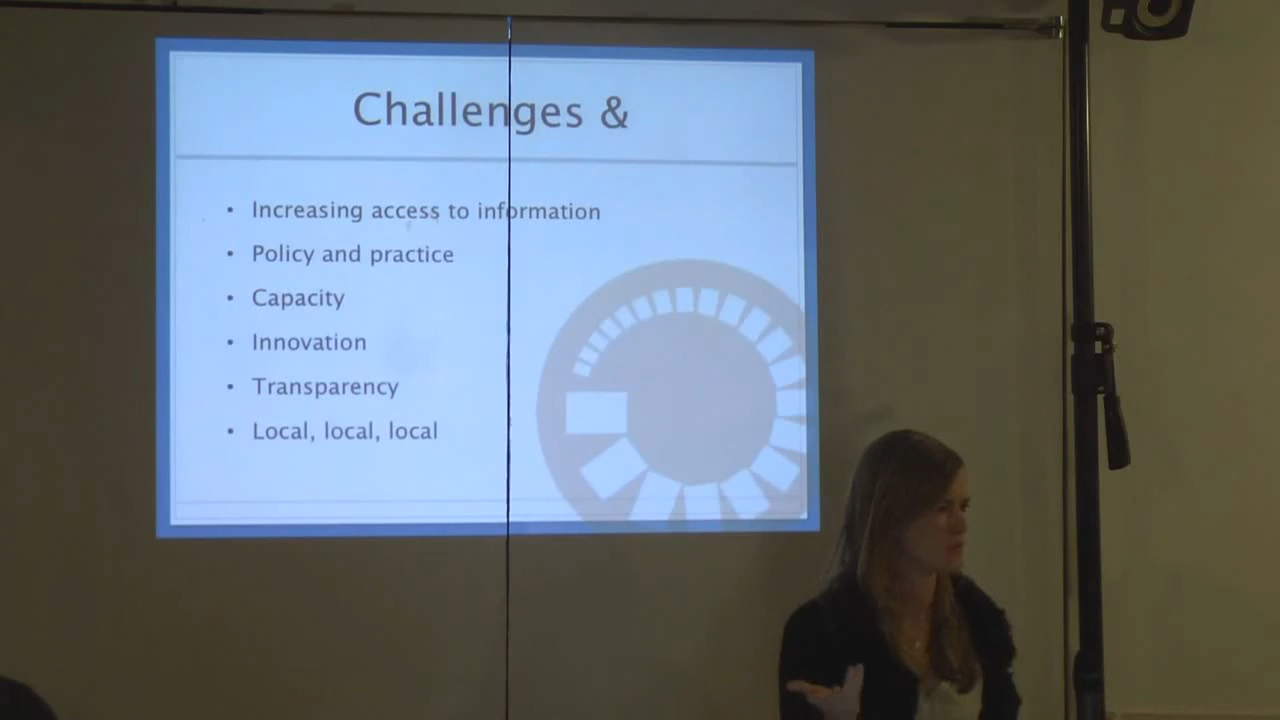 Challenges &
• Increasing access to information
• Policy and practice
• Capacity
• Innovation
• Transparency
• Local, local, local